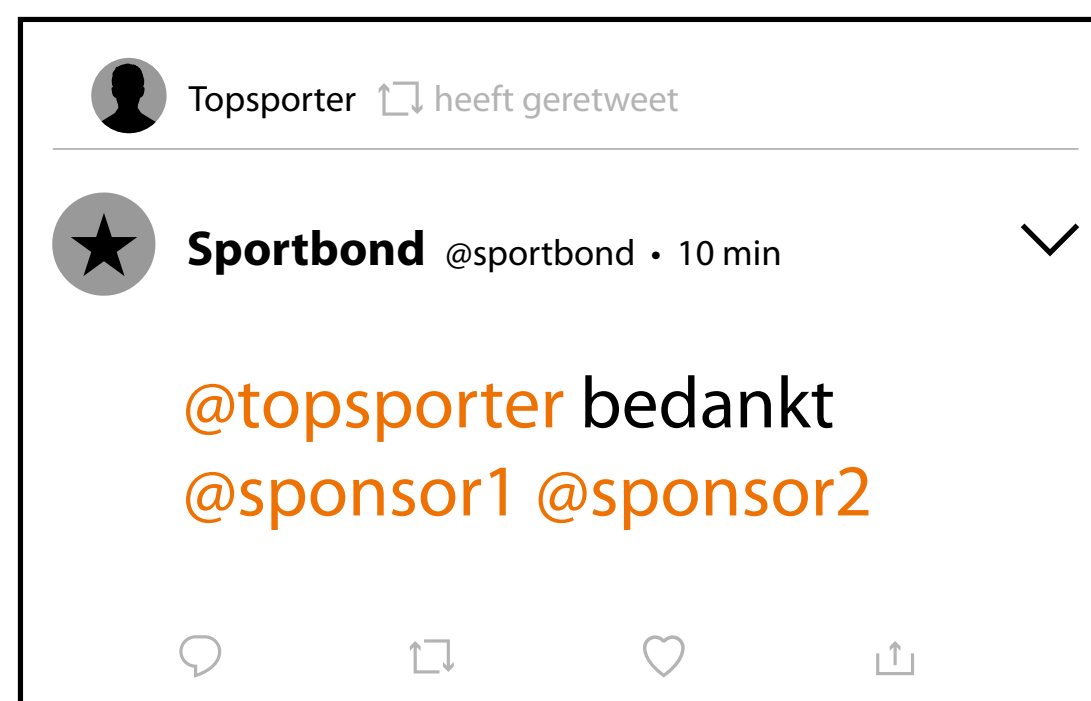 Topsporter heeft geretweet
Sportbond @sportbond • 10 min
@topsporter bedankt
@sponsor1 @sponsor2